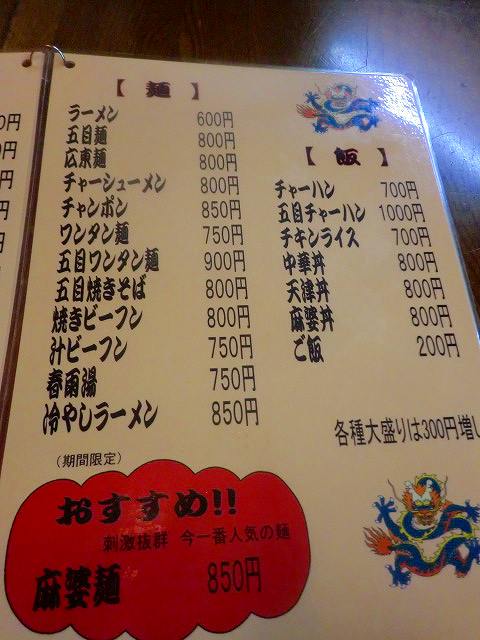 【 麺 】
ラーメン 600円
五目麺 800円
広東麺 800円
チャーシューメン 800円
チャンポン 850円
ワンタン麺 750円
五目ワンタン麺 900円
五目焼きそば 800円
焼きビーフン 800円
汁ビーフン 750円
春雨湯 750円
冷やしラーメン 850円
(期間限定)
おすすめ!!
刺激抜群 今一番人気の麺
麻婆麺 850円
【 飯 】
チャーハン 700円
五目チャーハン 1000円
チキンライス 700円
中華丼 800円
天津丼 800円
麻婆丼 800円
ご飯 200円
各種大盛りは300円増し
0円
0円
円
円
円